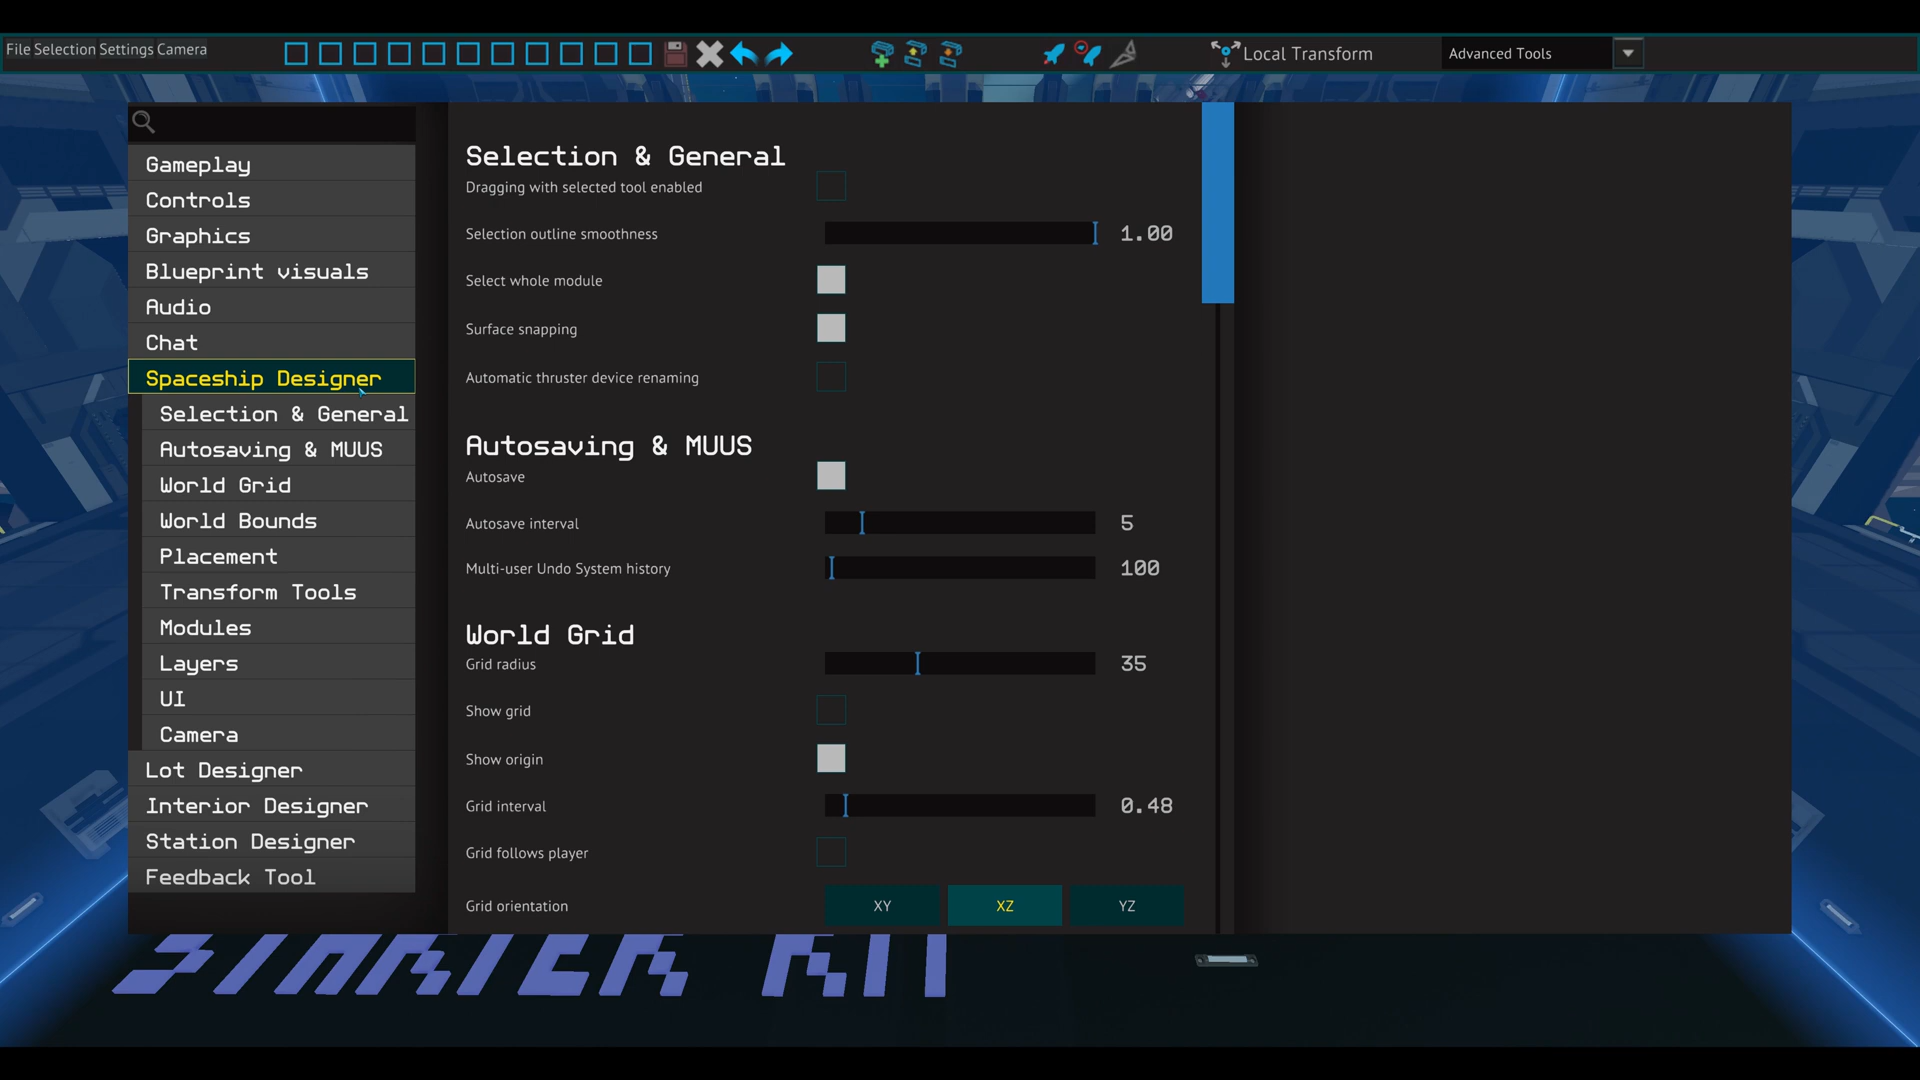 File Selection Settings Camera
Local Transform
Advanced Tools
Gameplay
Controls
Graphics
Blueprint visuals
Audio
Chat
Spaceship Designer
Selection & General
Autosaving & MUUS
World Grid
World Bounds
Placement
Transform Tools
Modules
Layers
UI
Camera
Lot Designer
Interior Designer
Station Designer
Feedback Tool
Selection & General
Dragging with selected tool enabled
Selection outline smoothness 1.00
Select whole module
Surface snapping
Automatic thruster device renaming
Autosaving & MUUS
Autosave
Autosave interval 5
Multi-user Undo System history 100
World Grid
Grid radius 35
Show grid
Show origin
Grid interval 0.48
Grid follows player
Grid orientation XY XZ YZ
STARTER KIT